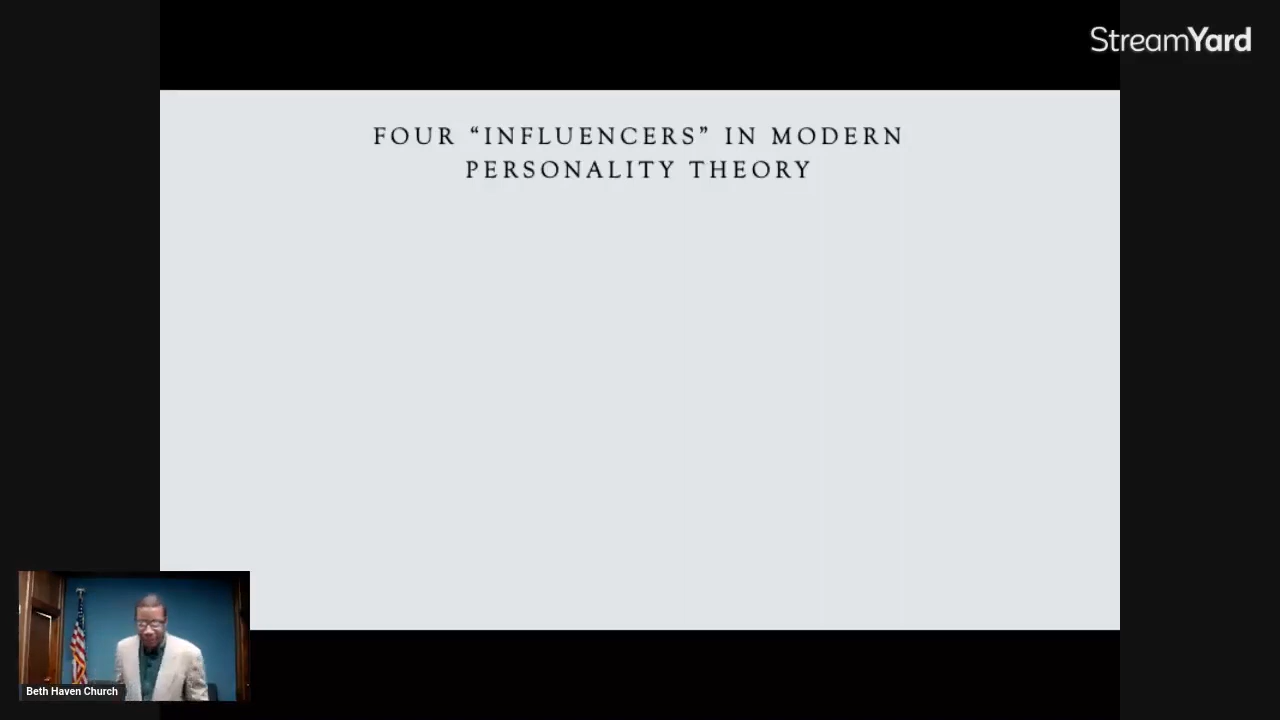 StreamYard
FOUR “INFLUENCERS” IN MODERN
PERSONALITY THEORY
Beth Haven Church